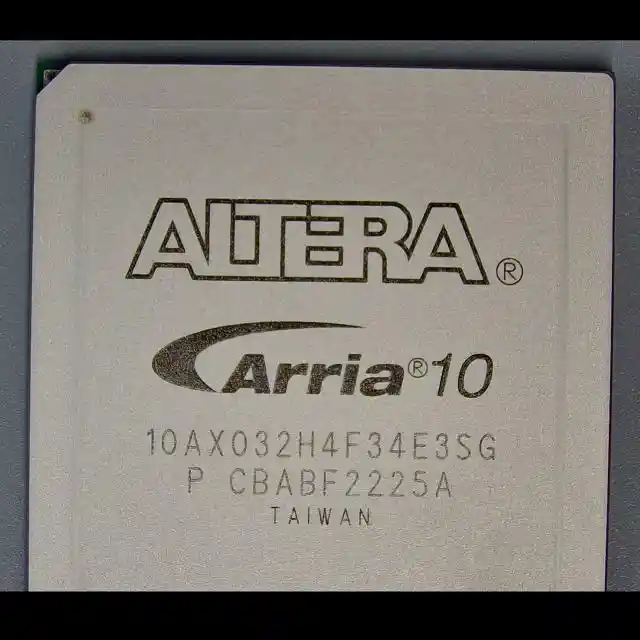 ALTERA®
Arria®10
10AX032H4F34E3SG
P CBABF2225A
TAIWAN